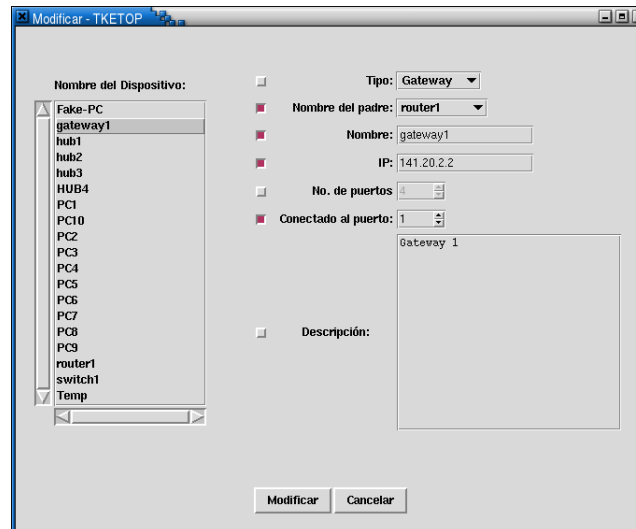 Modificar - TKETOP
Nombre del Dispositivo:
Fake-PC
gateway1
hub1
hub2
hub3
HUB4
PC1
PC10
PC2
PC3
PC4
PC5
PC6
PC7
PC8
PC9
router1
switch1
Temp
Tipo: Gateway
Nombre del padre: router1
Nombre: gateway1
IP: 141.20.2.2
No. de puertos 4
Conectado al puerto: 1
Descripción:
Gateway 1
Modificar Cancelar